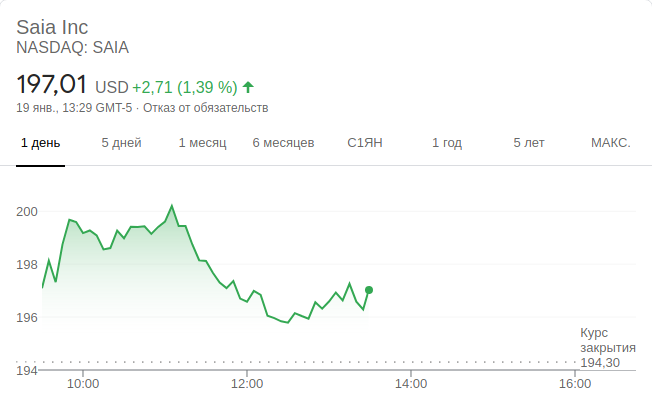 Saia Inc
NASDAQ: SAIA
197,01 USD +2,71 (1,39 %)
19 янв., 13:29 GMT-5 · Отказ от обязательств
1 день 5 дней 1 месяц 6 месяцев С1ЯН 1 год 5 лет МАКС.
200
198
196
Курс
закрытия
194,30
194
10:00 12:00 14:00 16:00